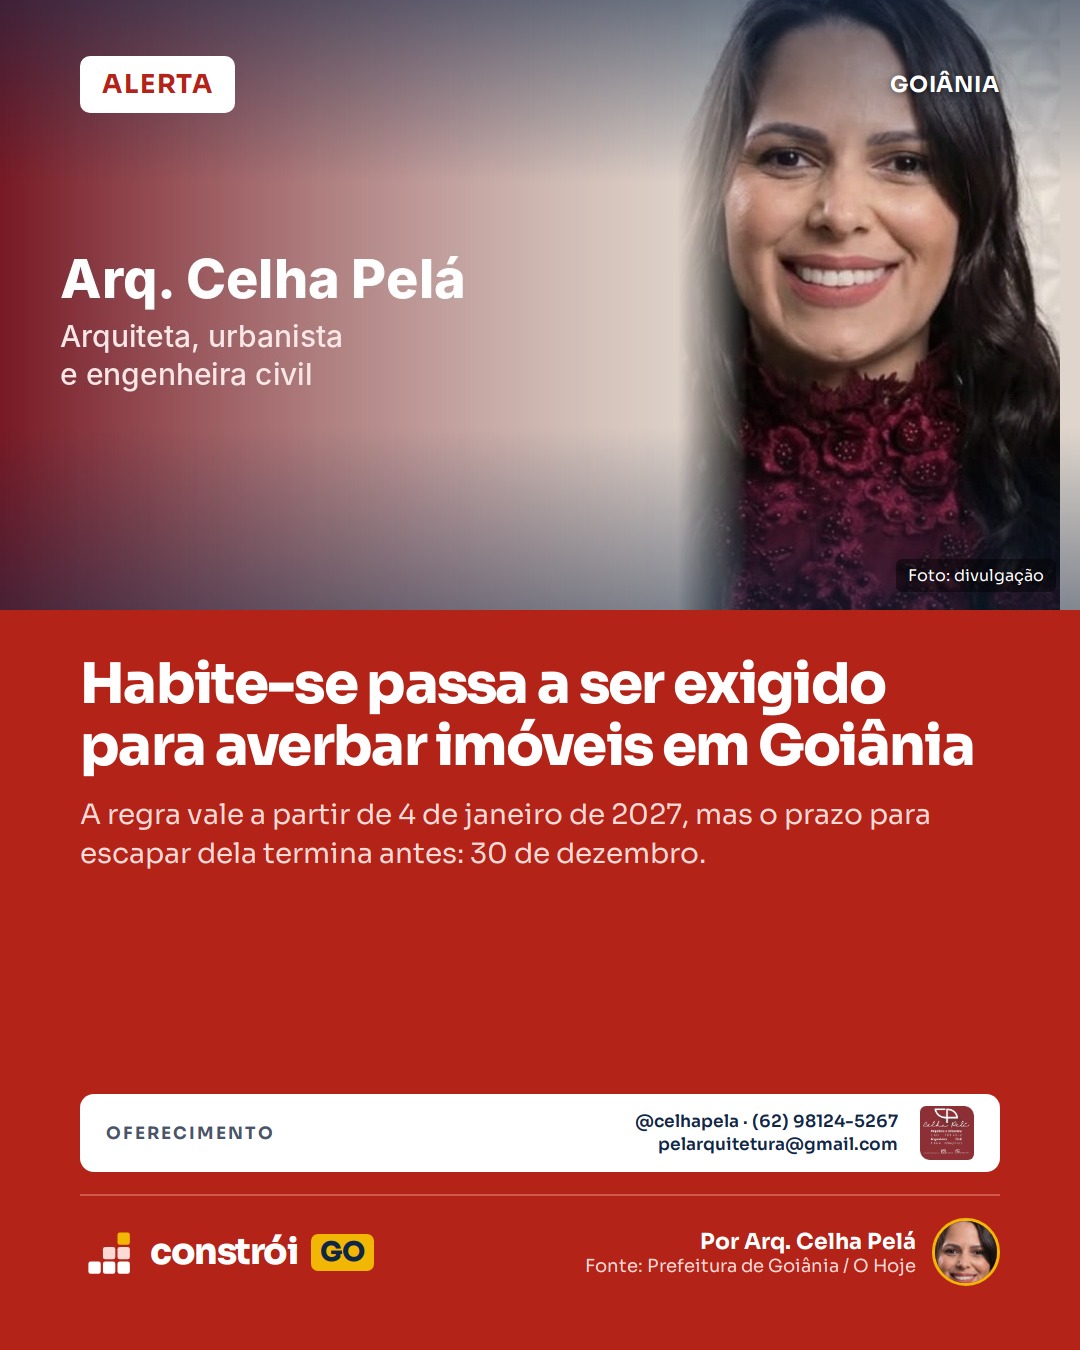 ALERTA
GOIÂNIA
Arq. Celha Pelá
Arquiteta, urbanista
e engenheira civil
Foto: divulgação
Habite-se passa a ser exigido
para averbar imóveis em Goiânia
A regra vale a partir de 4 de janeiro de 2027, mas o prazo para
escapar dela termina antes: 30 de dezembro.
OFERECIMENTO
@celhapela · (62) 98124-5267
pelarquitetura@gmail.com
Celha Pelá
constrói GO
Por Arq. Celha Pelá
Fonte: Prefeitura de Goiânia / O Hoje